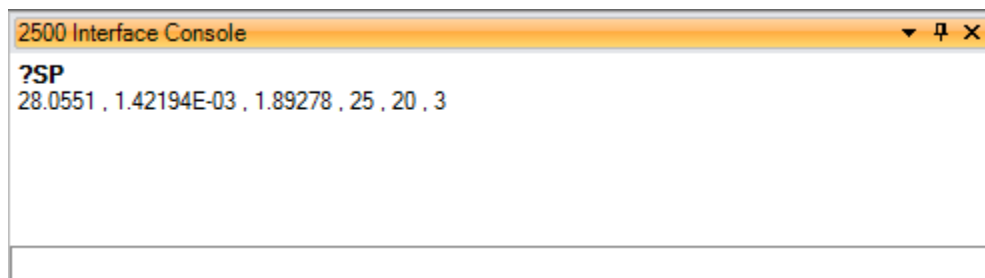 2500 Interface Console
?SP
28.0551 , 1.42194E-03 , 1.89278 , 25 , 20 , 3